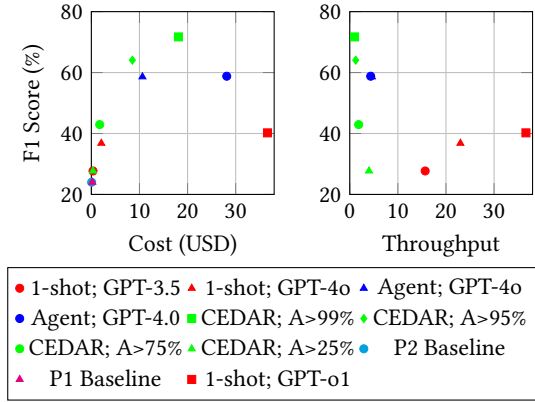 80
60
40
20
0 10 20 30
F1 Score (%)
Cost (USD)
80
60
40
20
0 10 20 30
Throughput
1-shot; GPT-3.5 1-shot; GPT-4o Agent; GPT-4o
Agent; GPT-4.0 CEDAR; A>99% CEDAR; A>95%
CEDAR; A>75% CEDAR; A>25% P2 Baseline
P1 Baseline 1-shot; GPT-o1